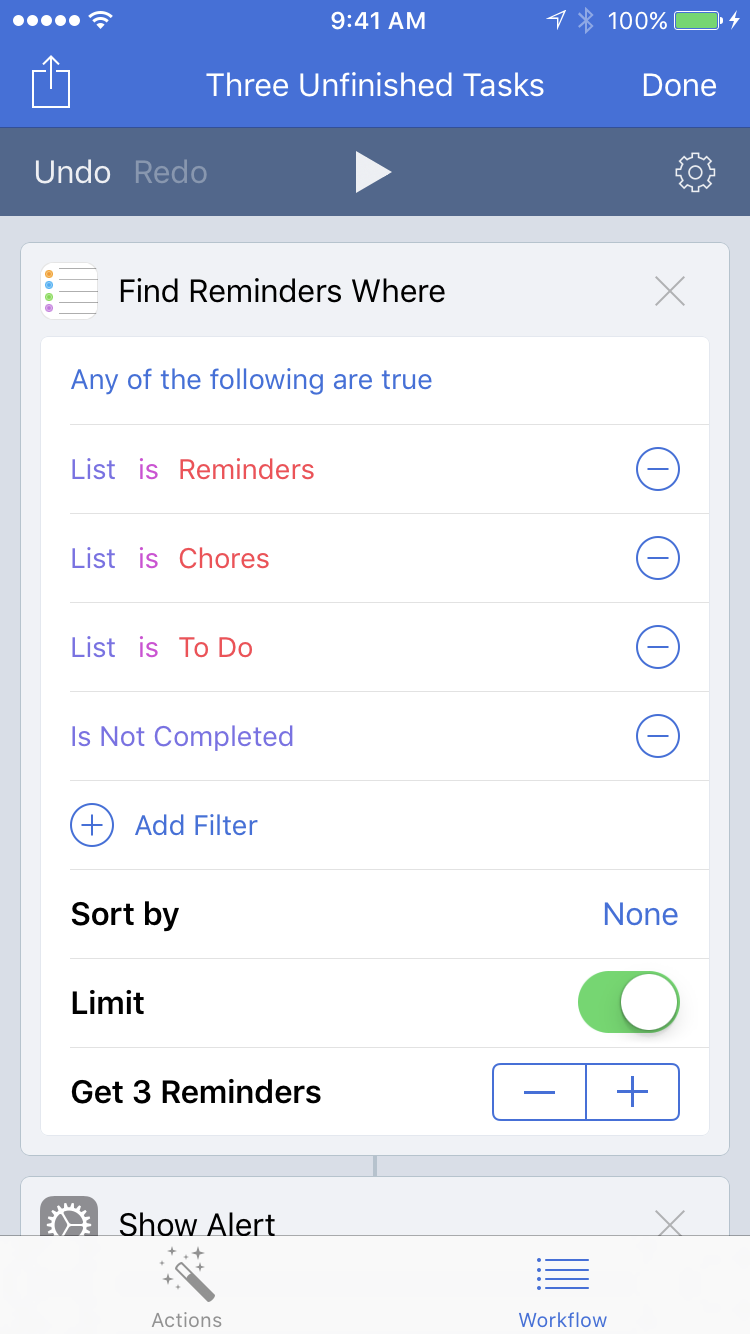 9:41 AM 100%
Three Unfinished Tasks Done
Undo Redo
Find Reminders Where
Any of the following are true
List is Reminders
List is Chores
List is To Do
Is Not Completed
Add Filter
Sort by None
Limit
Get 3 Reminders
Show Alert
Actions Workflow